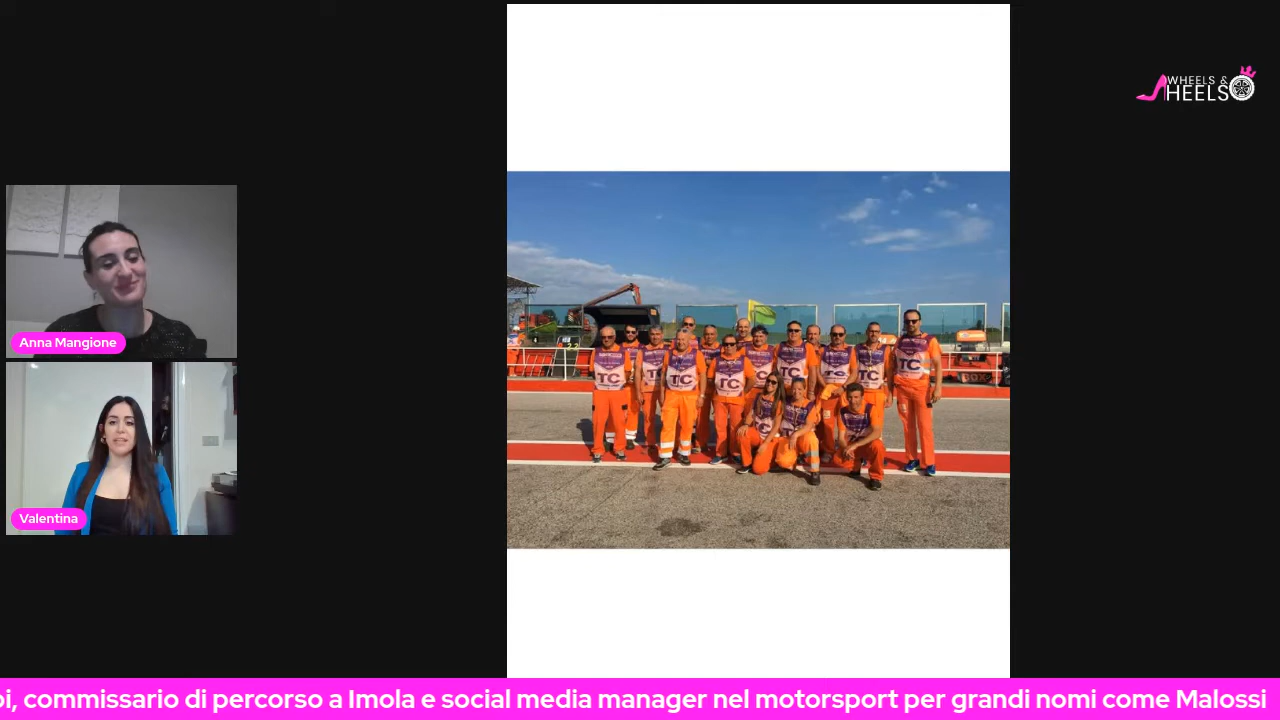 WHEELS &
HEELS
Anna Mangione
Valentina
TC
TC
TC
TC
TC
TC
BOX
commissario di percorso a Imola e social media manager nel motorsport per grandi nomi come Malossi